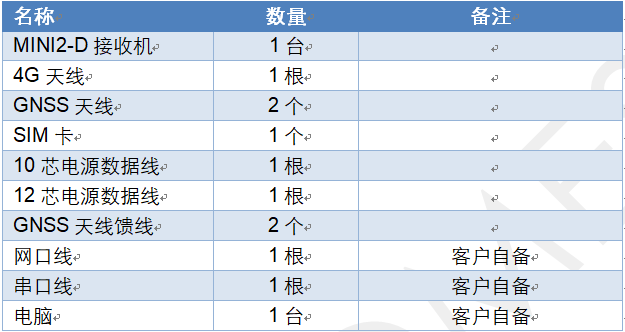 名称 数量 备注
MINI2-D 接收机 1 台
4G 天线 1 根
GNSS 天线 2 个
SIM 卡 1 个
10 芯电源数据线 1 根
12 芯电源数据线 1 根
GNSS 天线馈线 2 个
网口线 1 根 客户自备
串口线 1 根 客户自备
电脑 1 台 客户自备